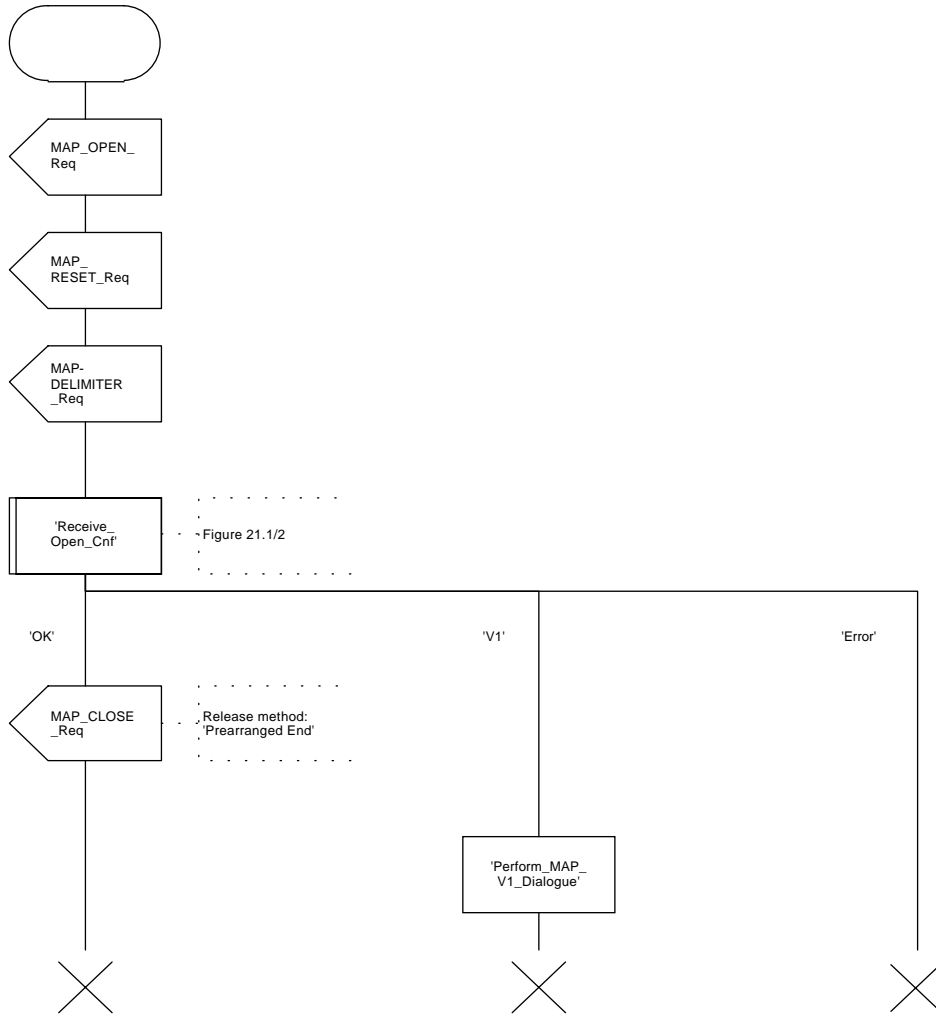 MAP_OPEN_
Req
MAP_
RESET_Req
MAP-
DELIMITER
_Req
'Receive_
Open_Cnf'
Figure 21.1/2
'OK'
'V1'
'Error'
MAP_CLOSE
_Req
Release method:
'Prearranged End'
'Perform_MAP_
V1_Dialogue'